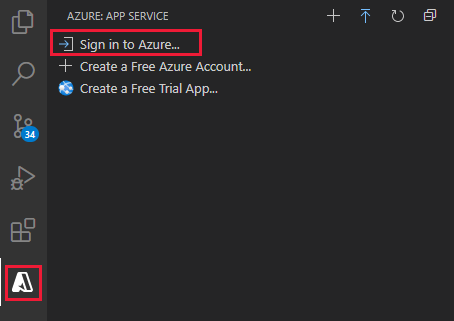 AZURE: APP SERVICE
Sign in to Azure...
Create a Free Azure Account...
Create a Free Trial App...
34